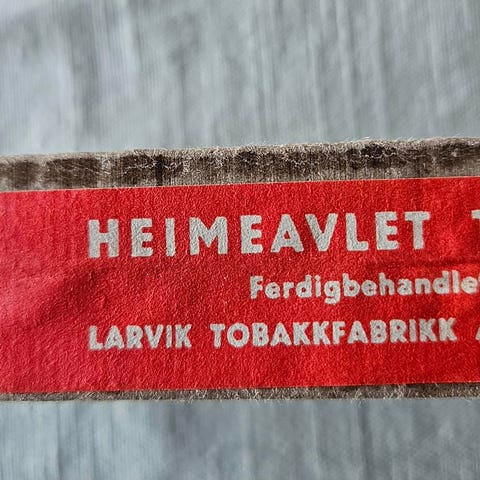 HEIMEAVLET T
Ferdigbehandlet
LARVIK TOBAKKFABRIKK A